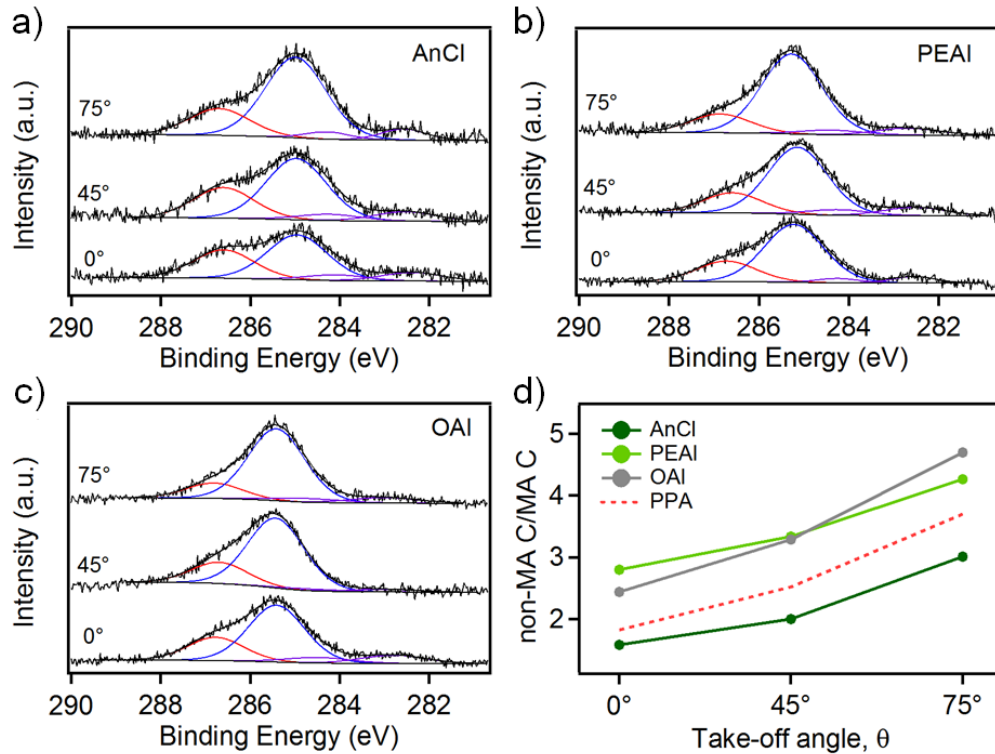 a)
AnCl
75°
45°
0°
Intensity (a.u.)
290 288 286 284 282
Binding Energy (eV)
b)
PEAI
75°
45°
0°
Intensity (a.u.)
290 288 286 284 282
Binding Energy (eV)
c)
OAI
75°
45°
0°
Intensity (a.u.)
290 288 286 284 282
Binding Energy (eV)
d)
AnCl
PEAI
OAI
PPA
5
4
3
2
non-MA C/MA C
0° 45° 75°
Take-off angle, θ